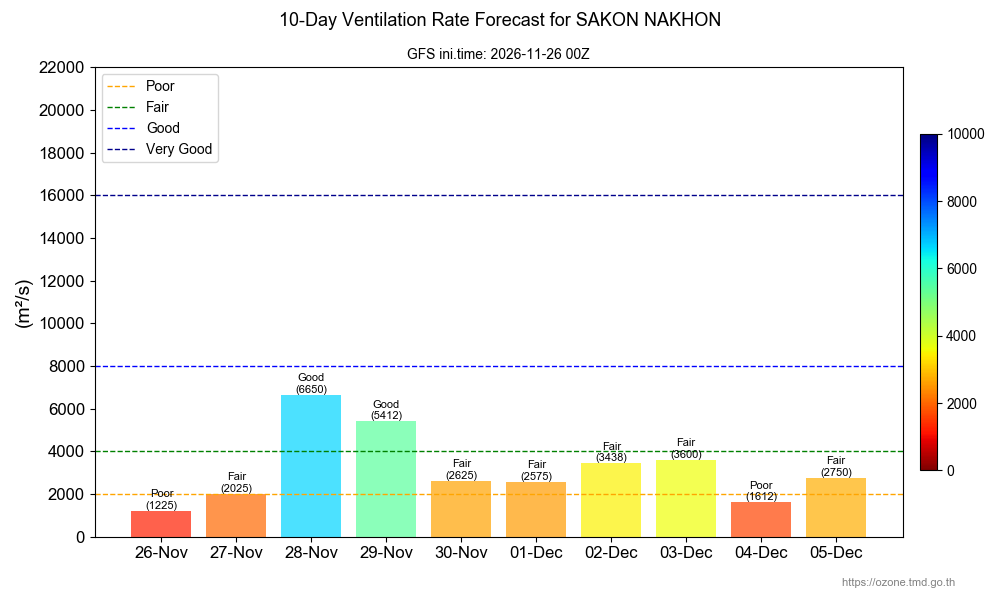 10-Day Ventilation Rate Forecast for SAKON NAKHON
GFS ini.time: 2026-11-26 00Z
(m²/s)
22000
20000
18000
16000
14000
12000
10000
8000
6000
4000
2000
0
Poor
Fair
Good
Very Good
Poor
(1225)
Fair
(2025)
Good
(6650)
Good
(5412)
Fair
(2625)
Fair
(2575)
Fair
(3438)
Fair
(3600)
Poor
(1612)
Fair
(2750)
26-Nov 27-Nov 28-Nov 29-Nov 30-Nov 01-Dec 02-Dec 03-Dec 04-Dec 05-Dec
10000
8000
6000
4000
2000
0
https://ozone.tmd.go.th